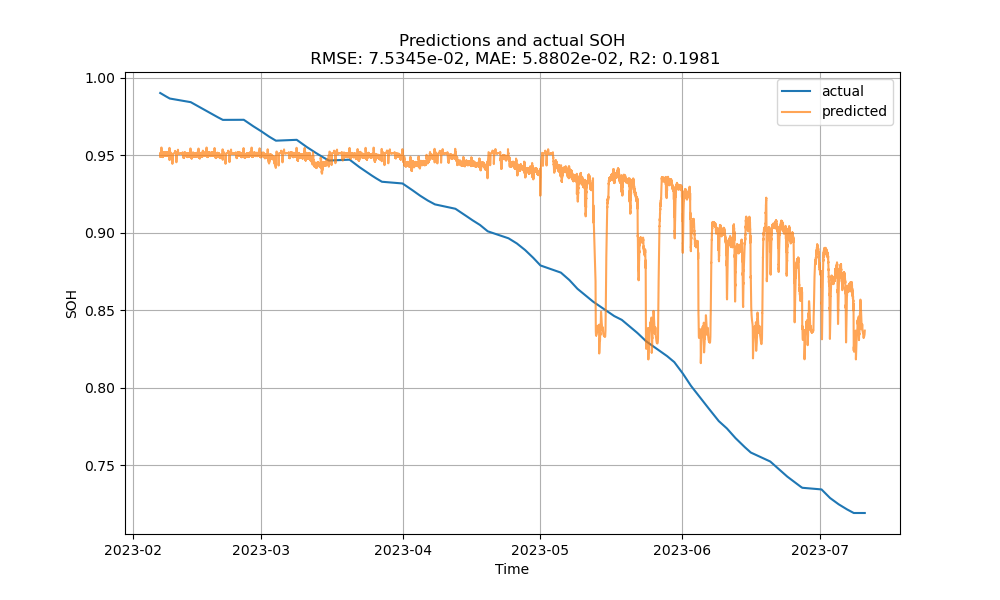 Predictions and actual SOH
RMSE: 7.5345e-02, MAE: 5.8802e-02, R2: 0.1981
actual
predicted
1.00
0.95
0.90
0.85
0.80
0.75
SOH
2023-02
2023-03
2023-04
2023-05
2023-06
2023-07
Time